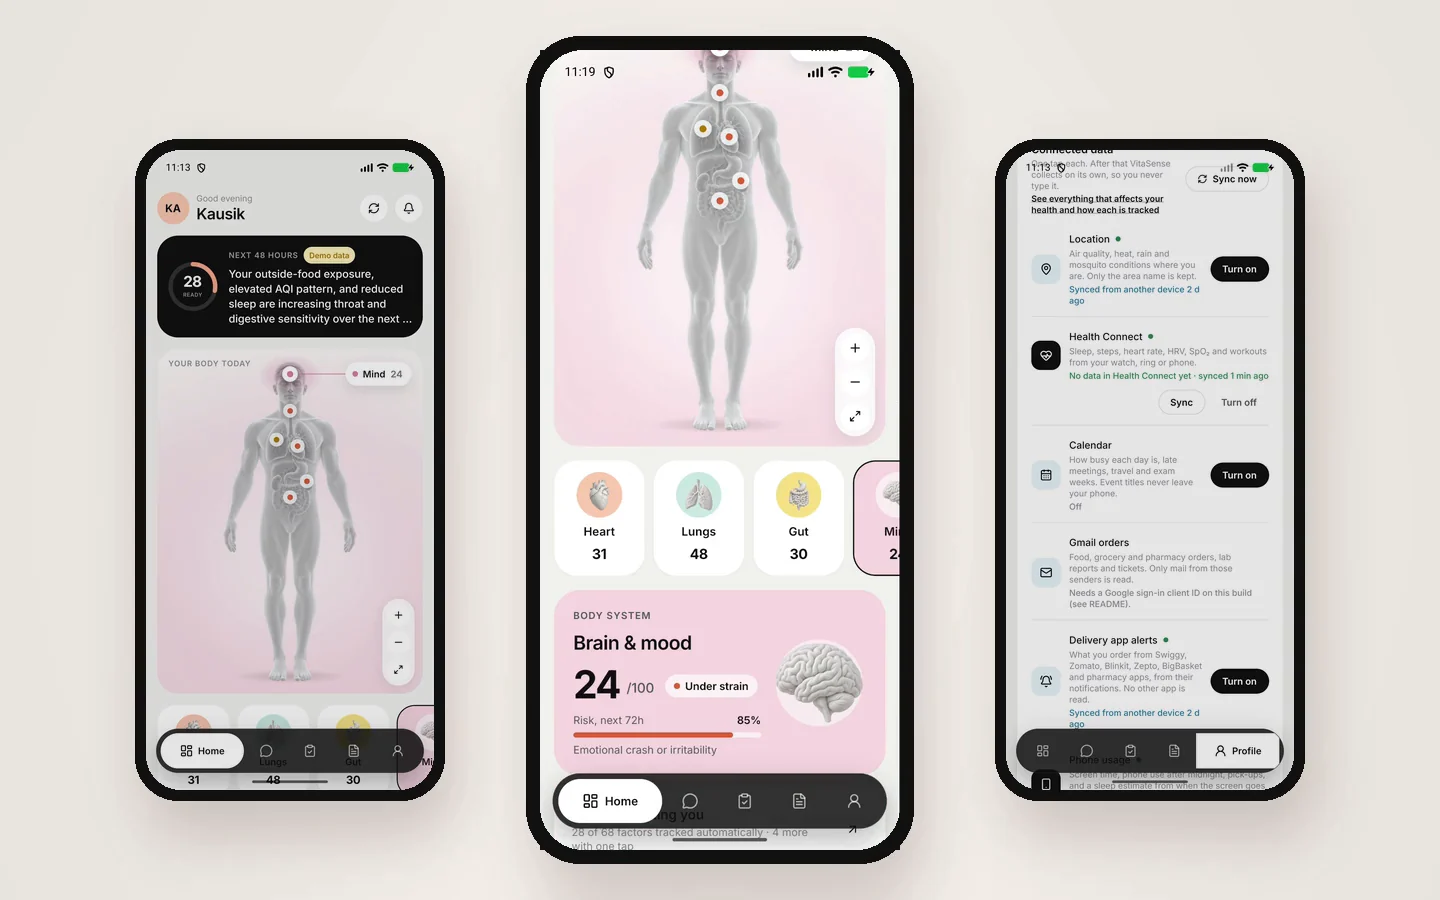 11:13
KA
Good evening
Kausik
NEXT 48 HOURS
Demo data
28
READY
Your outside-food exposure,
elevated AQI pattern, and reduced
sleep are increasing throat and
digestive sensitivity over the next ...
YOUR BODY TODAY
Mind 24
Home
Lungs
Gut
31
48
30
11:19
Heart
31
Lungs
48
Gut
30
BODY SYSTEM
Brain & mood
24 /100
Under strain
Risk, next 72h
85%
Emotional crash or irritability
Home
ng you
28 of 68 factors tracked automatically · 4 more
with one tap
Connected data
11:13
One tap each. After that VitaSense
collects on its own, so you never
type it.
Sync now
See everything that affects your
health and how each is tracked
Location
Air quality, heat, rain and
mosquito conditions where you
are. Only the area name is kept.
Synced from another device 2 d
ago
Turn on
Health Connect
Sleep, steps, heart rate, HRV, SpO₂ and workouts
from your watch, ring or phone.
No data in Health Connect yet · synced 1 min ago
Sync
Turn off
Calendar
How busy each day is, late
meetings, travel and exam
weeks. Event titles never leave
your phone.
Off
Turn on
Gmail orders
Food, grocery and pharmacy orders, lab
reports and tickets. Only mail from those
senders is read.
Needs a Google sign-in client ID on this build
(see README).
Delivery app alerts
What you order from Swiggy,
Zomato, Blinkit, Zepto, BigBasket
and pharmacy apps, from their
notifications. No other app is
read.
Synced from another device 2 d
ago
Turn on
Profile
Phone usage
Screen time, phone use after midnight, pick-ups,
and a sleep estimate from when the screen goes